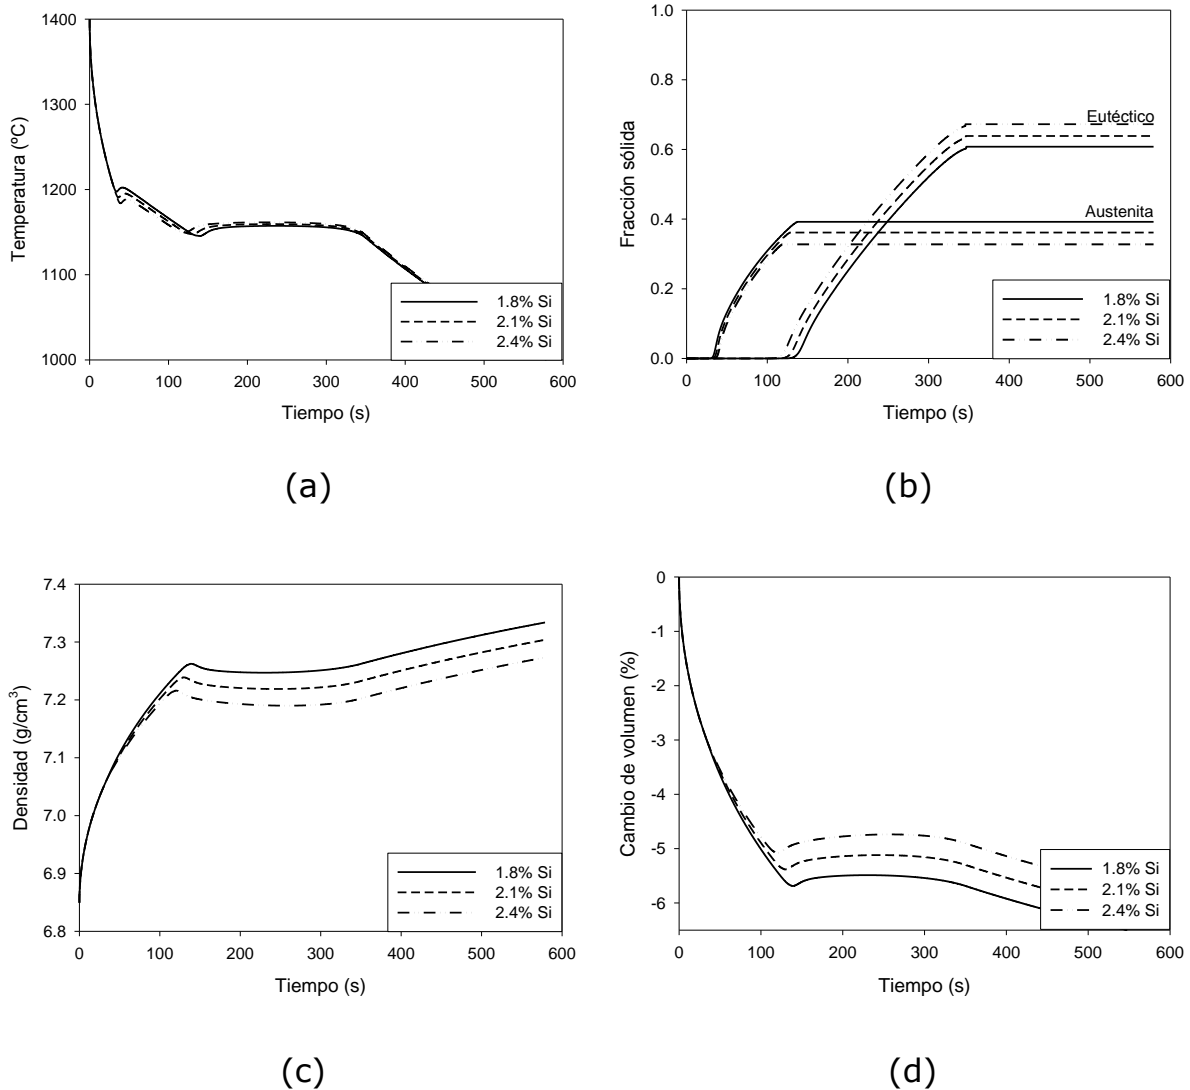 1400
1300
1200
1100
1000
Temperatura (ºC)
0 100 200 300 400 500 600
Tiempo (s)
1.8% Si
2.1% Si
2.4% Si
(a)
1.0
0.8
0.6
0.4
0.2
0.0
Fracción sólida
Eutéctico
Austenita
0 100 200 300 400 500 600
Tiempo (s)
1.8% Si
2.1% Si
2.4% Si
(b)
7.4
7.3
7.2
7.1
7.0
6.9
6.8
Densidad (g/cm³)
0 100 200 300 400 500 600
Tiempo (s)
1.8% Si
2.1% Si
2.4% Si
(c)
0
-1
-2
-3
-4
-5
-6
Cambio de volumen (%)
0 100 200 300 400 500 600
Tiempo (s)
1.8% Si
2.1% Si
2.4% Si
(d)